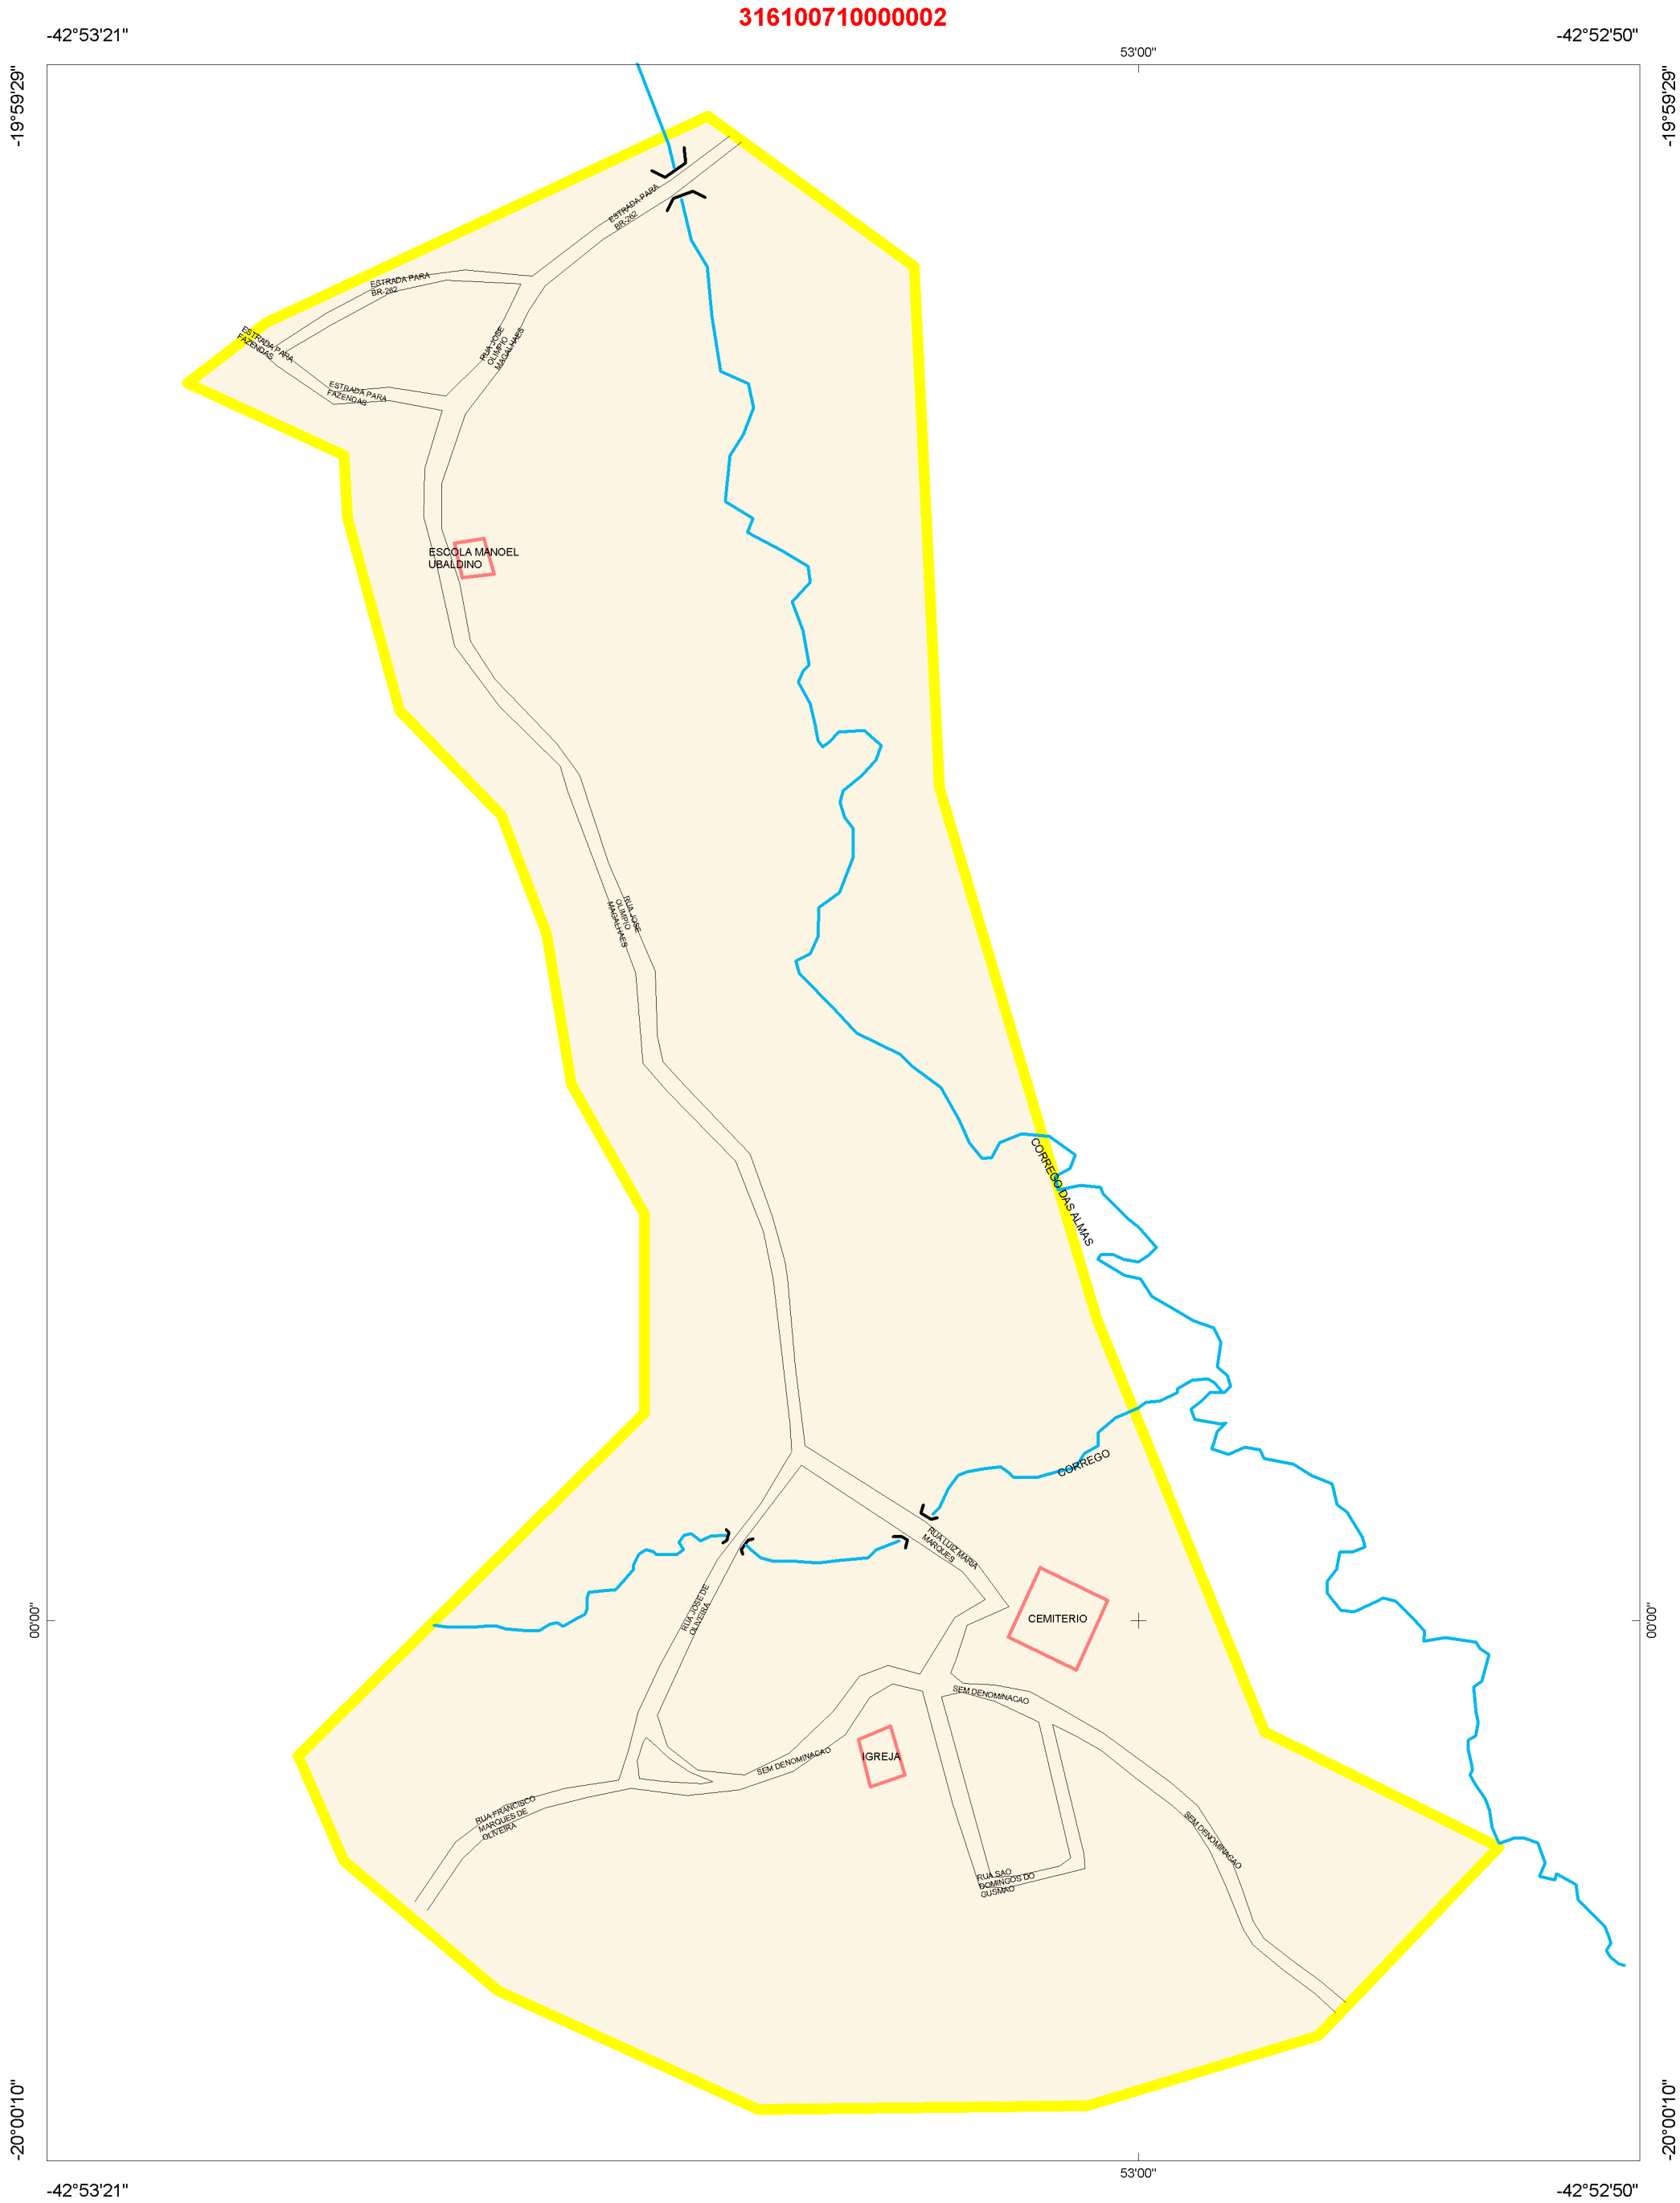 316100710000002
-42°53'21"
53'00"
-42°52'50"
-19°59'29"
-19°59'29"
ESTRADA PARA
BR-262
ESTRADA PARA
BR-262
ESTRADA PARA
FAZENDAS
RUA JOSE
OLIMPIO
MAGALHAES
ESTRADA PARA
FAZENDAS
ESCOLA MANOEL
UBALDINO
RUA JOSE
OLIMPIO
MAGALHAES
CORREGO DAS ALMAS
CORREGO
RUA LUIZ MARIA
MARQUES
RUA JOSE DE
OLIVEIRA
CEMITERIO
00'00"
00'00"
SEM DENOMINACAO
IGREJA
SEM DENOMINACAO
RUA FRANCISCO
MARQUES DE
OLIVEIRA
SEM DENOMINACAO
RUA SAO
DOMINGOS DO
GUSMAO
-20°00'10"
-20°00'10"
-42°53'21"
53'00"
-42°52'50"